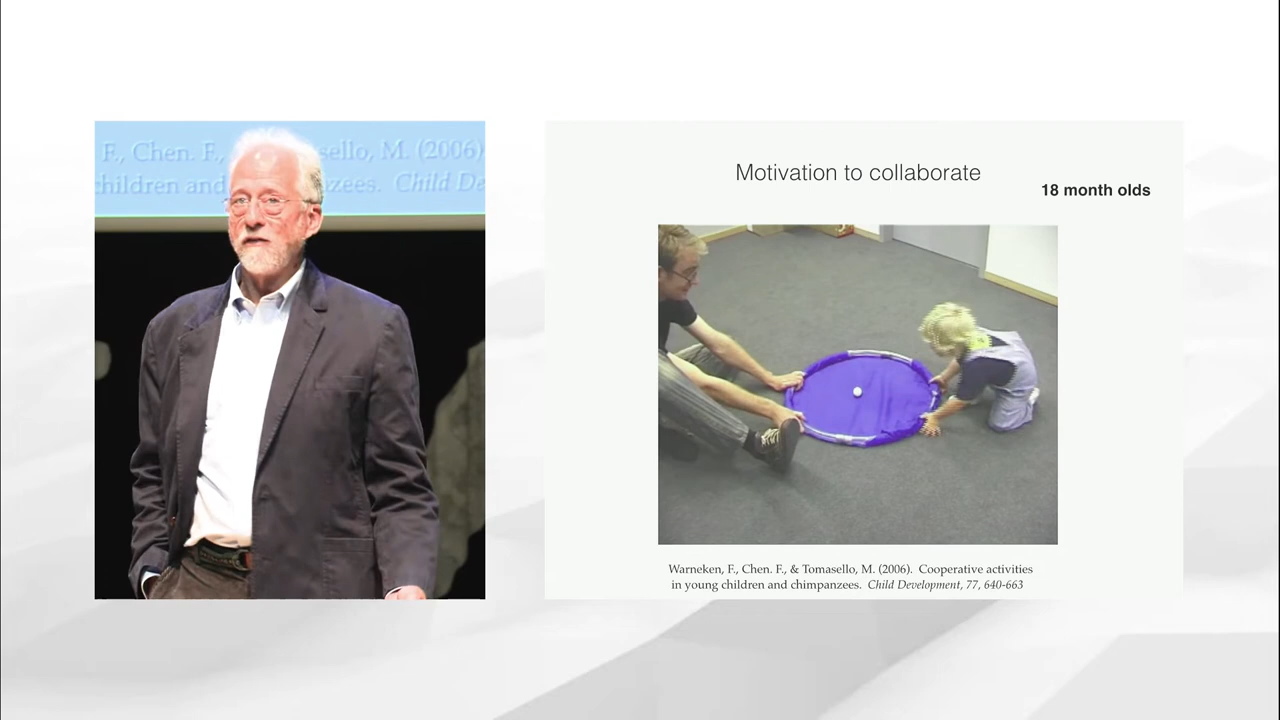 F., Chen. F.,
sello, M. (2006)
children and
zees. Child De
Motivation to collaborate
18 month olds
Warneken, F., Chen. F., & Tomasello, M. (2006). Cooperative activities
in young children and chimpanzees. Child Development, 77, 640-663